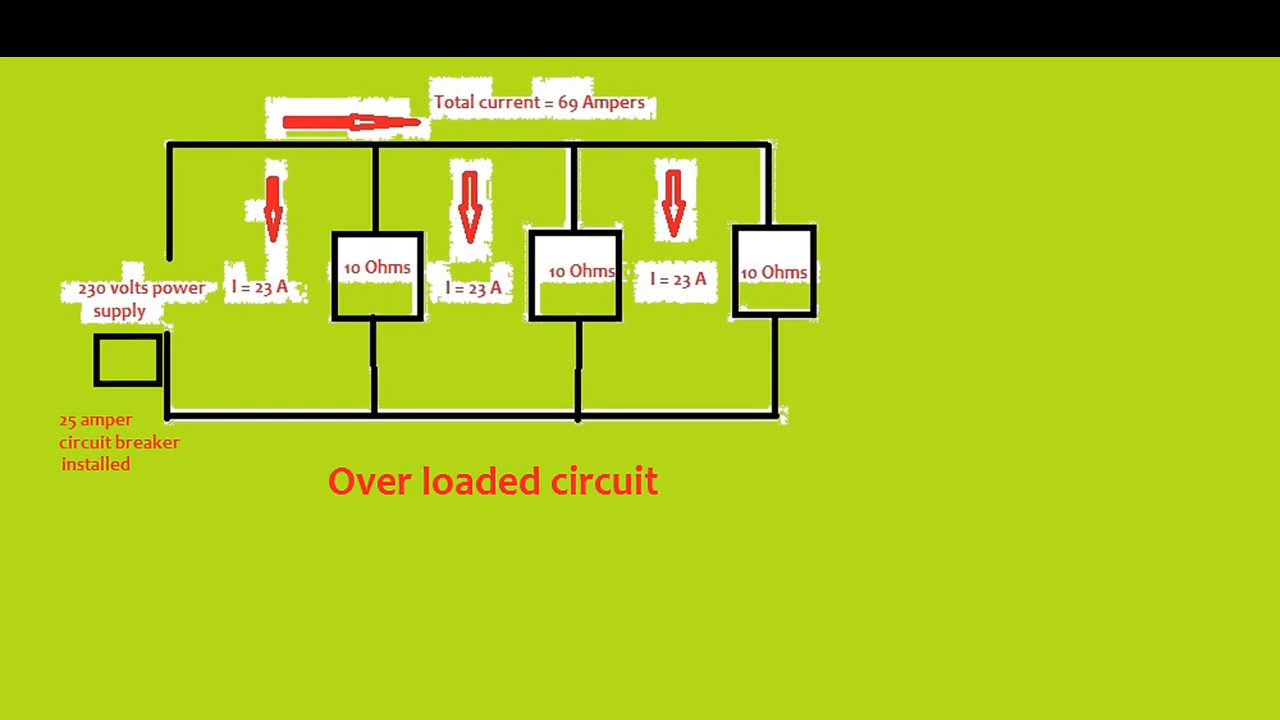 Total current = 69 Ampers
230 volts power
supply
I = 23 A
10 Ohms
I = 23 A
10 Ohms
I = 23 A
10 Ohms
25 amper
circuit breaker
installed
Over loaded circuit